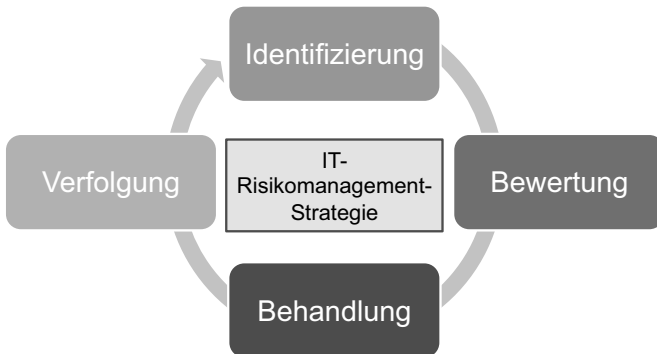 Identifizierung
Verfolgung
IT-
Risikomanagement-
Strategie
Bewertung
Behandlung